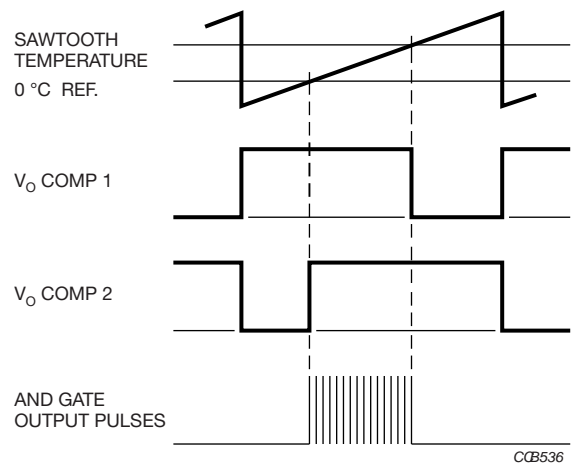 SAWTOOTH
TEMPERATURE
0 °C REF.
VO COMP 1
VO COMP 2
AND GATE
OUTPUT PULSES
CCB536